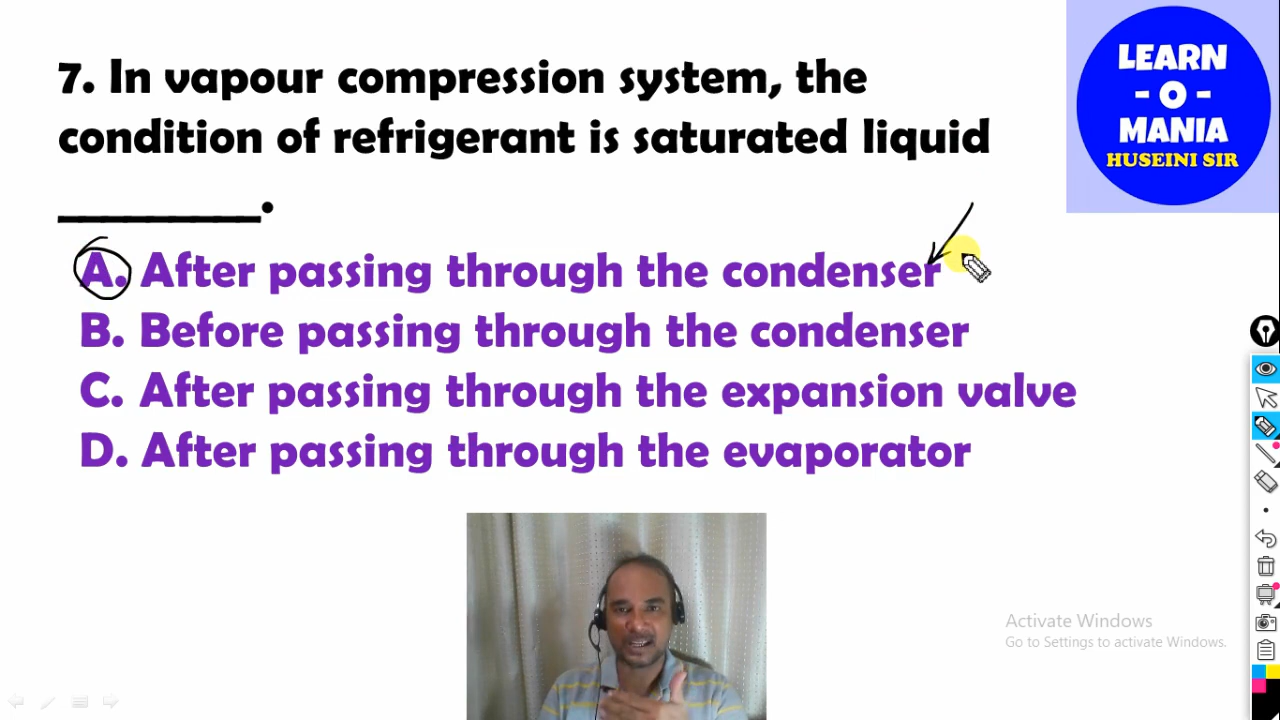 7. In vapour compression system, the
condition of refrigerant is saturated liquid
_________.
A. After passing through the condenser
B. Before passing through the condenser
C. After passing through the expansion valve
D. After passing through the evaporator
LEARN
- O -
MANIA
HUSEINI SIR
Activate Windows
Go to Settings to activate Windows.